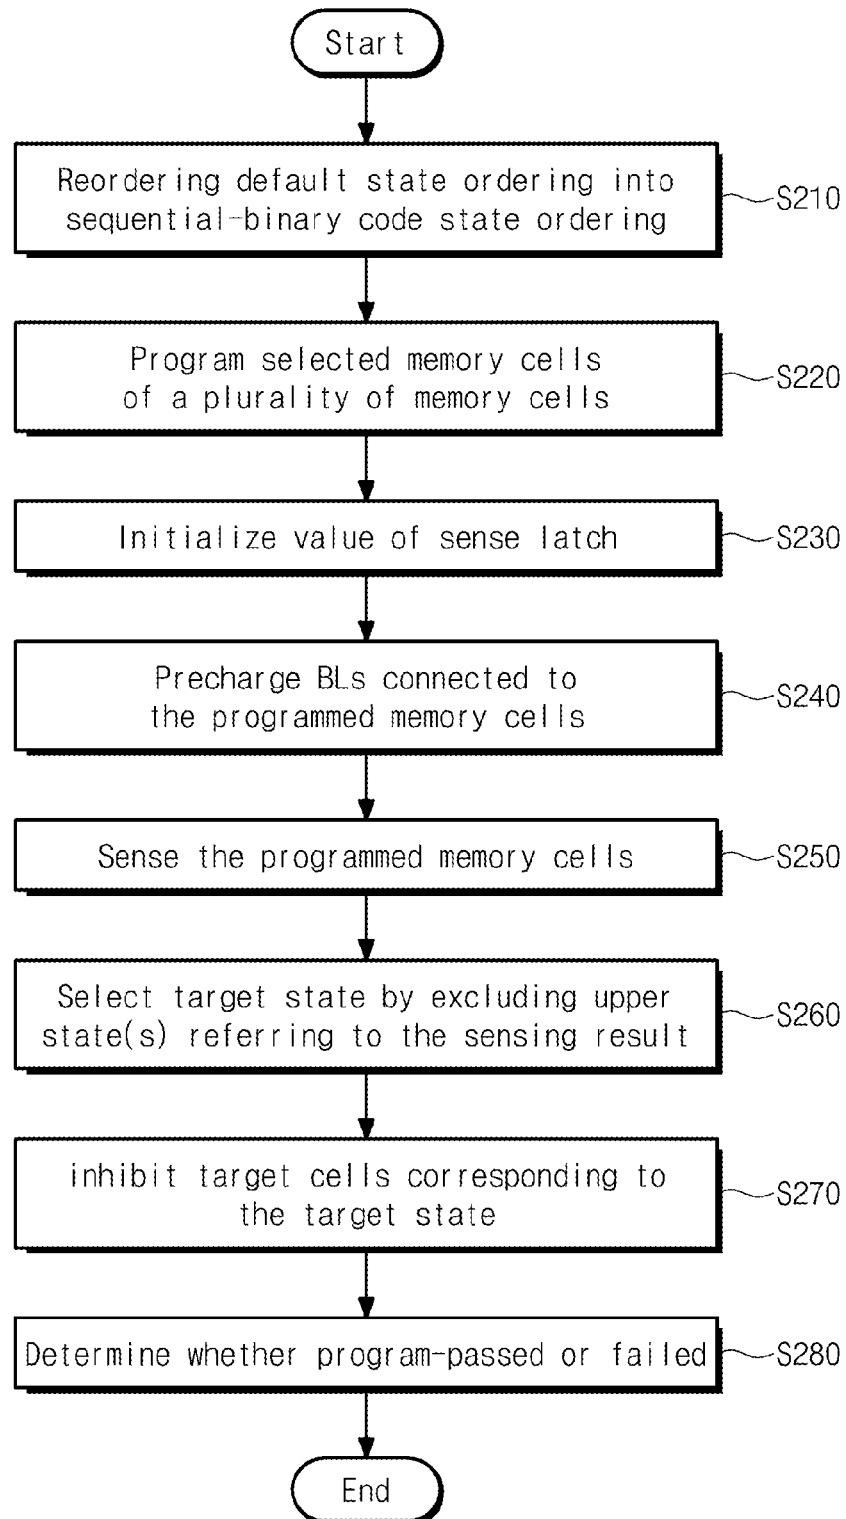 Start
Reordering default state ordering into
sequential-binary code state ordering
S210
Program selected memory cells
of a plurality of memory cells
S220
Initialize value of sense latch
S230
Precharge BLs connected to
the programmed memory cells
S240
Sense the programmed memory cells
S250
Select target state by excluding upper
state(s) referring to the sensing result
S260
inhibit target cells corresponding to
the target state
S270
Determine whether program-passed or failed
S280
End